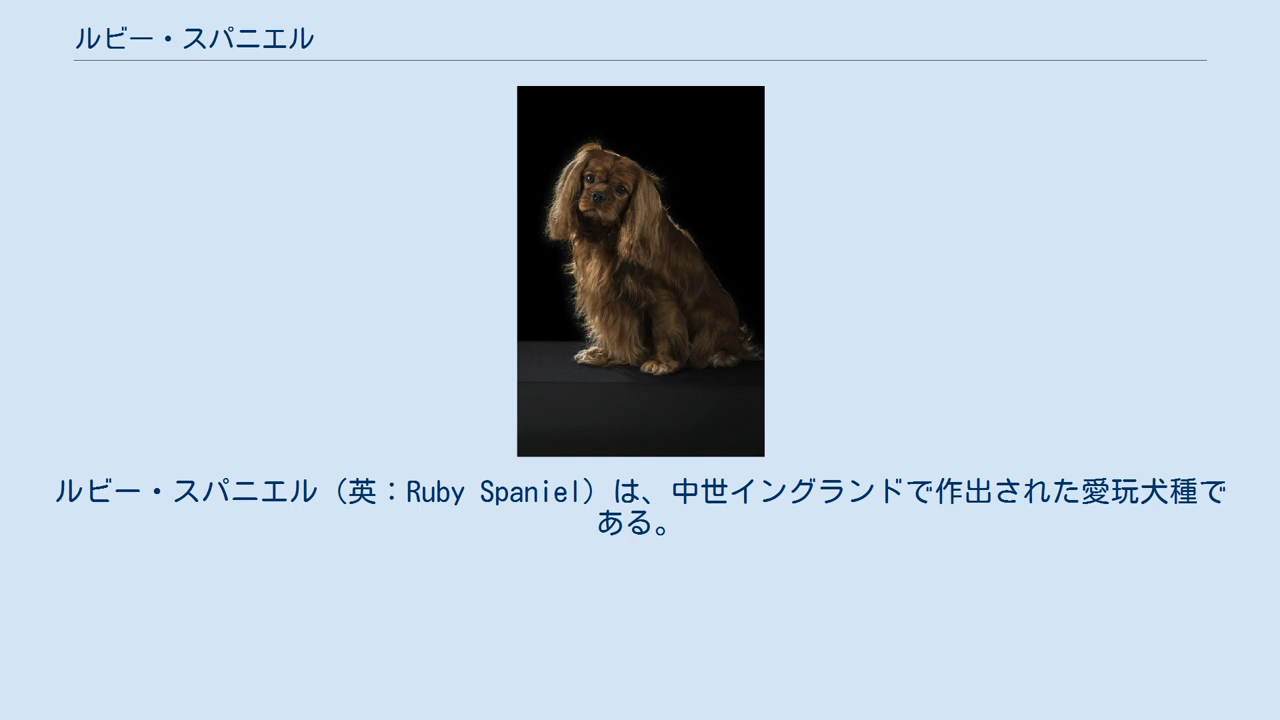 ルビー・スパニエル
ルビー・スパニエル（英：Ruby Spaniel）は、中世イングランドで作出された愛玩犬種で
ある。